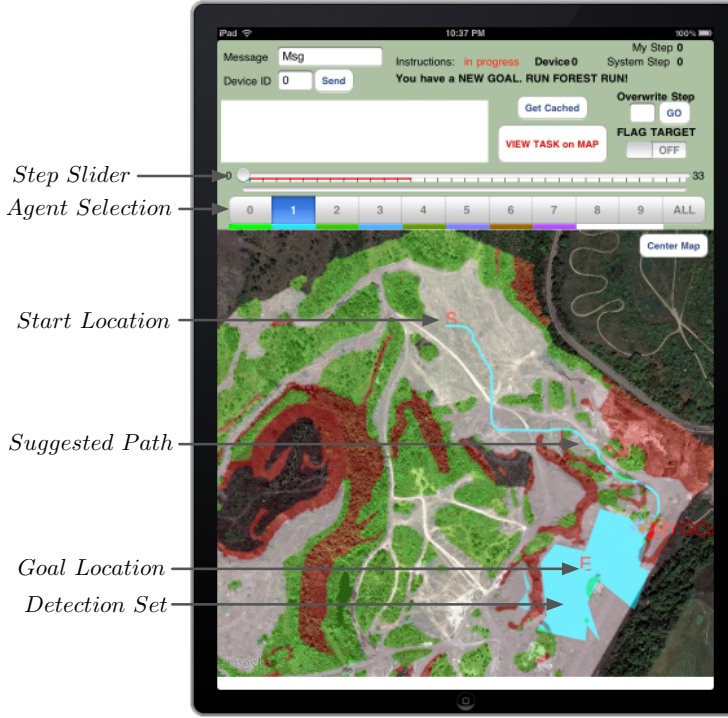 iPad 10:37 PM 100%
My Step 0
Message Msg Instructions: in progress Device 0 System Step 0
Device ID 0 Send You have a NEW GOAL. RUN FOREST RUN!
Overwrite Step
Get Cached GO
FLAG TARGET
VIEW TASK on MAP OFF
Step Slider 0 33
Agent Selection 0 1 2 3 4 5 6 7 8 9 ALL
Center Map
Start Location S
Suggested Path
MYGO
Goal Location E
Detection Set
Google